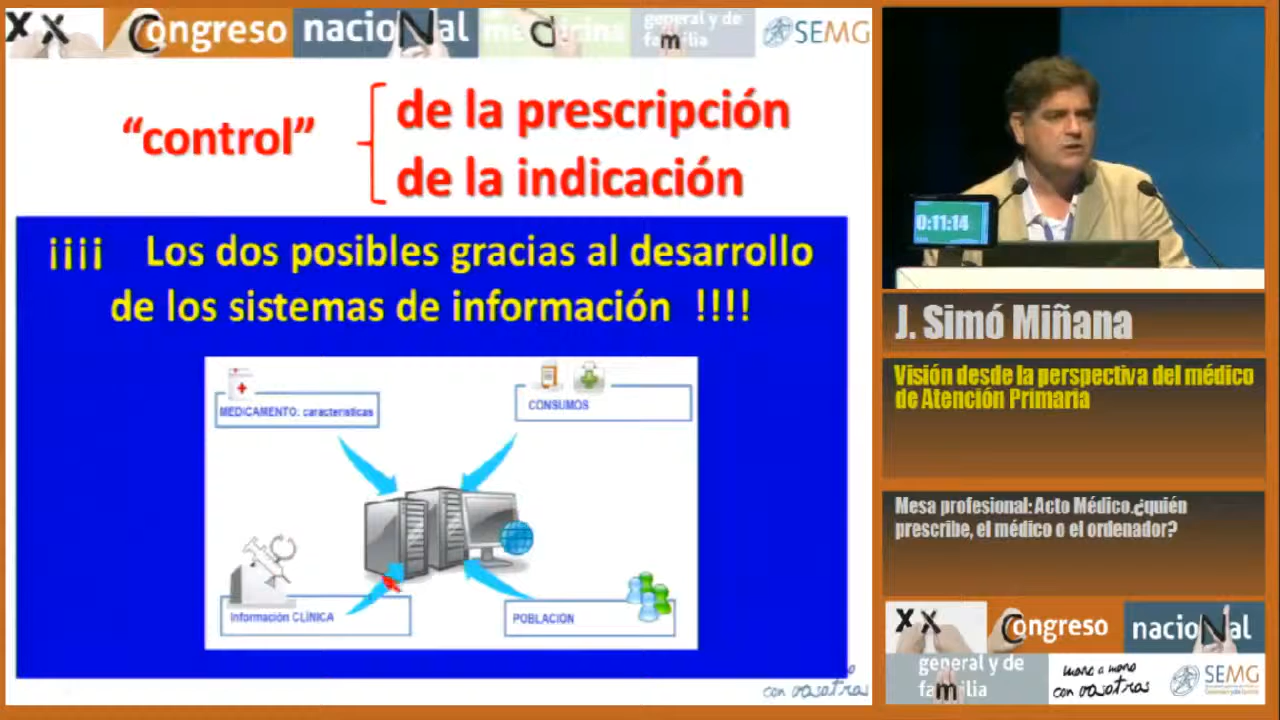 XX Congreso nacioNal medicina general y de familia SEMG
“control”
de la prescripción
de la indicación
¡¡¡¡ Los dos posibles gracias al desarrollo
de los sistemas de información !!!!
MEDICAMENTO: características
CONSUMOS
Información CLÍNICA
POBLACION
con vosotras
0:11:14
J. Simó Miñana
Visión desde la perspectiva del médico
de Atención Primaria
Mesa profesional: Acto Médico.¿quién
prescribe, el médico o el ordenador?
XX Congreso nacioNal
general y de
familia
mano a mano
con vosotras
SEMG